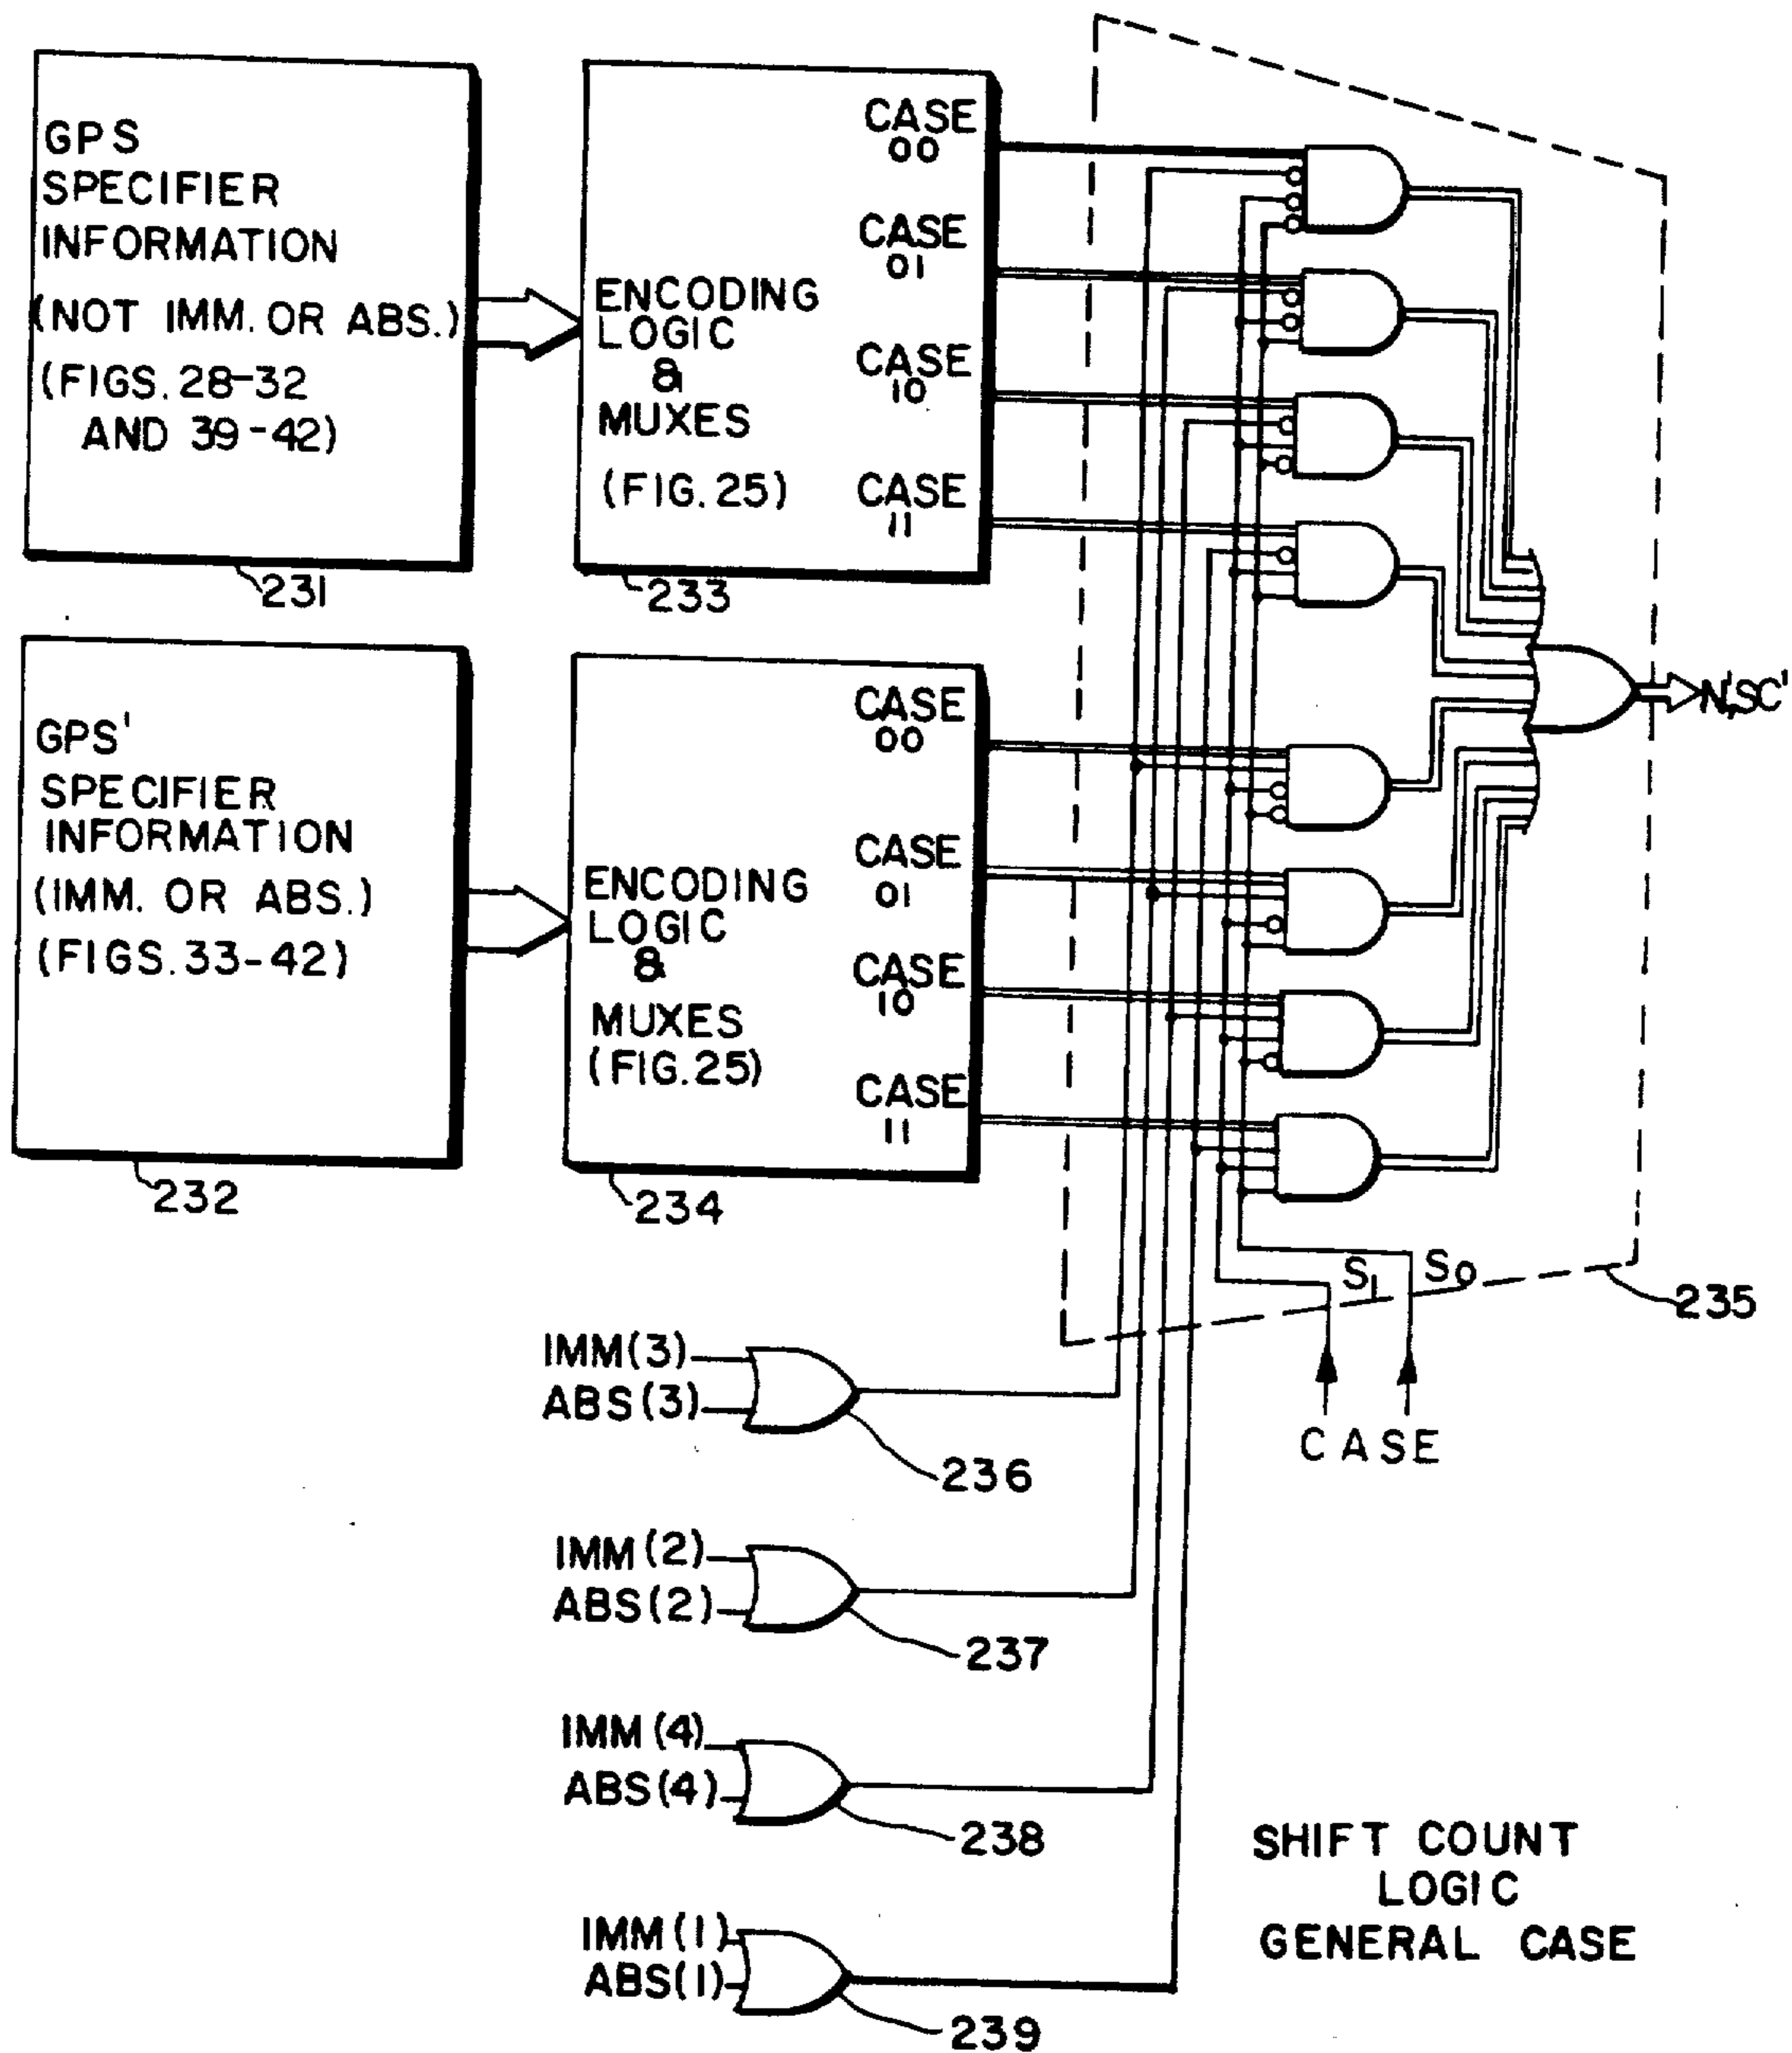 GPS
SPECIFIER
INFORMATION
(NOT IMM. OR ABS.)
(FIGS. 28-32
AND 39-42)
231
ENCODING
LOGIC
&
MUXES
(FIG. 25)
CASE
00
CASE
01
CASE
10
CASE
11
233
GPS'
SPECIFIER
INFORMATION
(IMM. OR ABS.)
(FIGS. 33-42)
232
ENCODING
LOGIC
&
MUXES
(FIG. 25)
CASE
00
CASE
01
CASE
10
CASE
11
234
N',SC'
S1
S0
235
CASE
IMM(3)
ABS(3)
236
IMM(2)
ABS(2)
237
IMM(4)
ABS(4)
238
IMM(1)
ABS(1)
239
SHIFT COUNT
LOGIC
GENERAL CASE